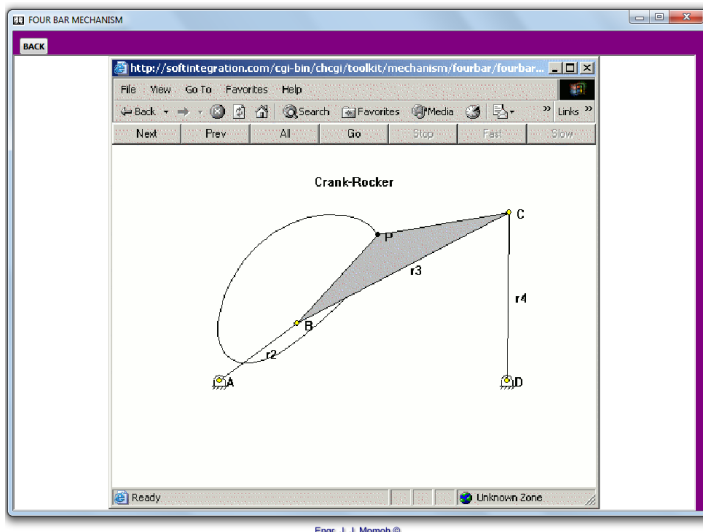 FOUR BAR MECHANISM
BACK
http://softintegration.com/cgi-bin/chcgi/toolkit/mechanism/fourbar/fourbar...
File View Go To Favorites Help
Back Search Favorites Media » Links »
Next Prev All Go Stop Fast Slow
Crank-Rocker
C
P
r3
r4
B
r2
A
D
Ready Unknown Zone
Engr. J. J. Momoh ©